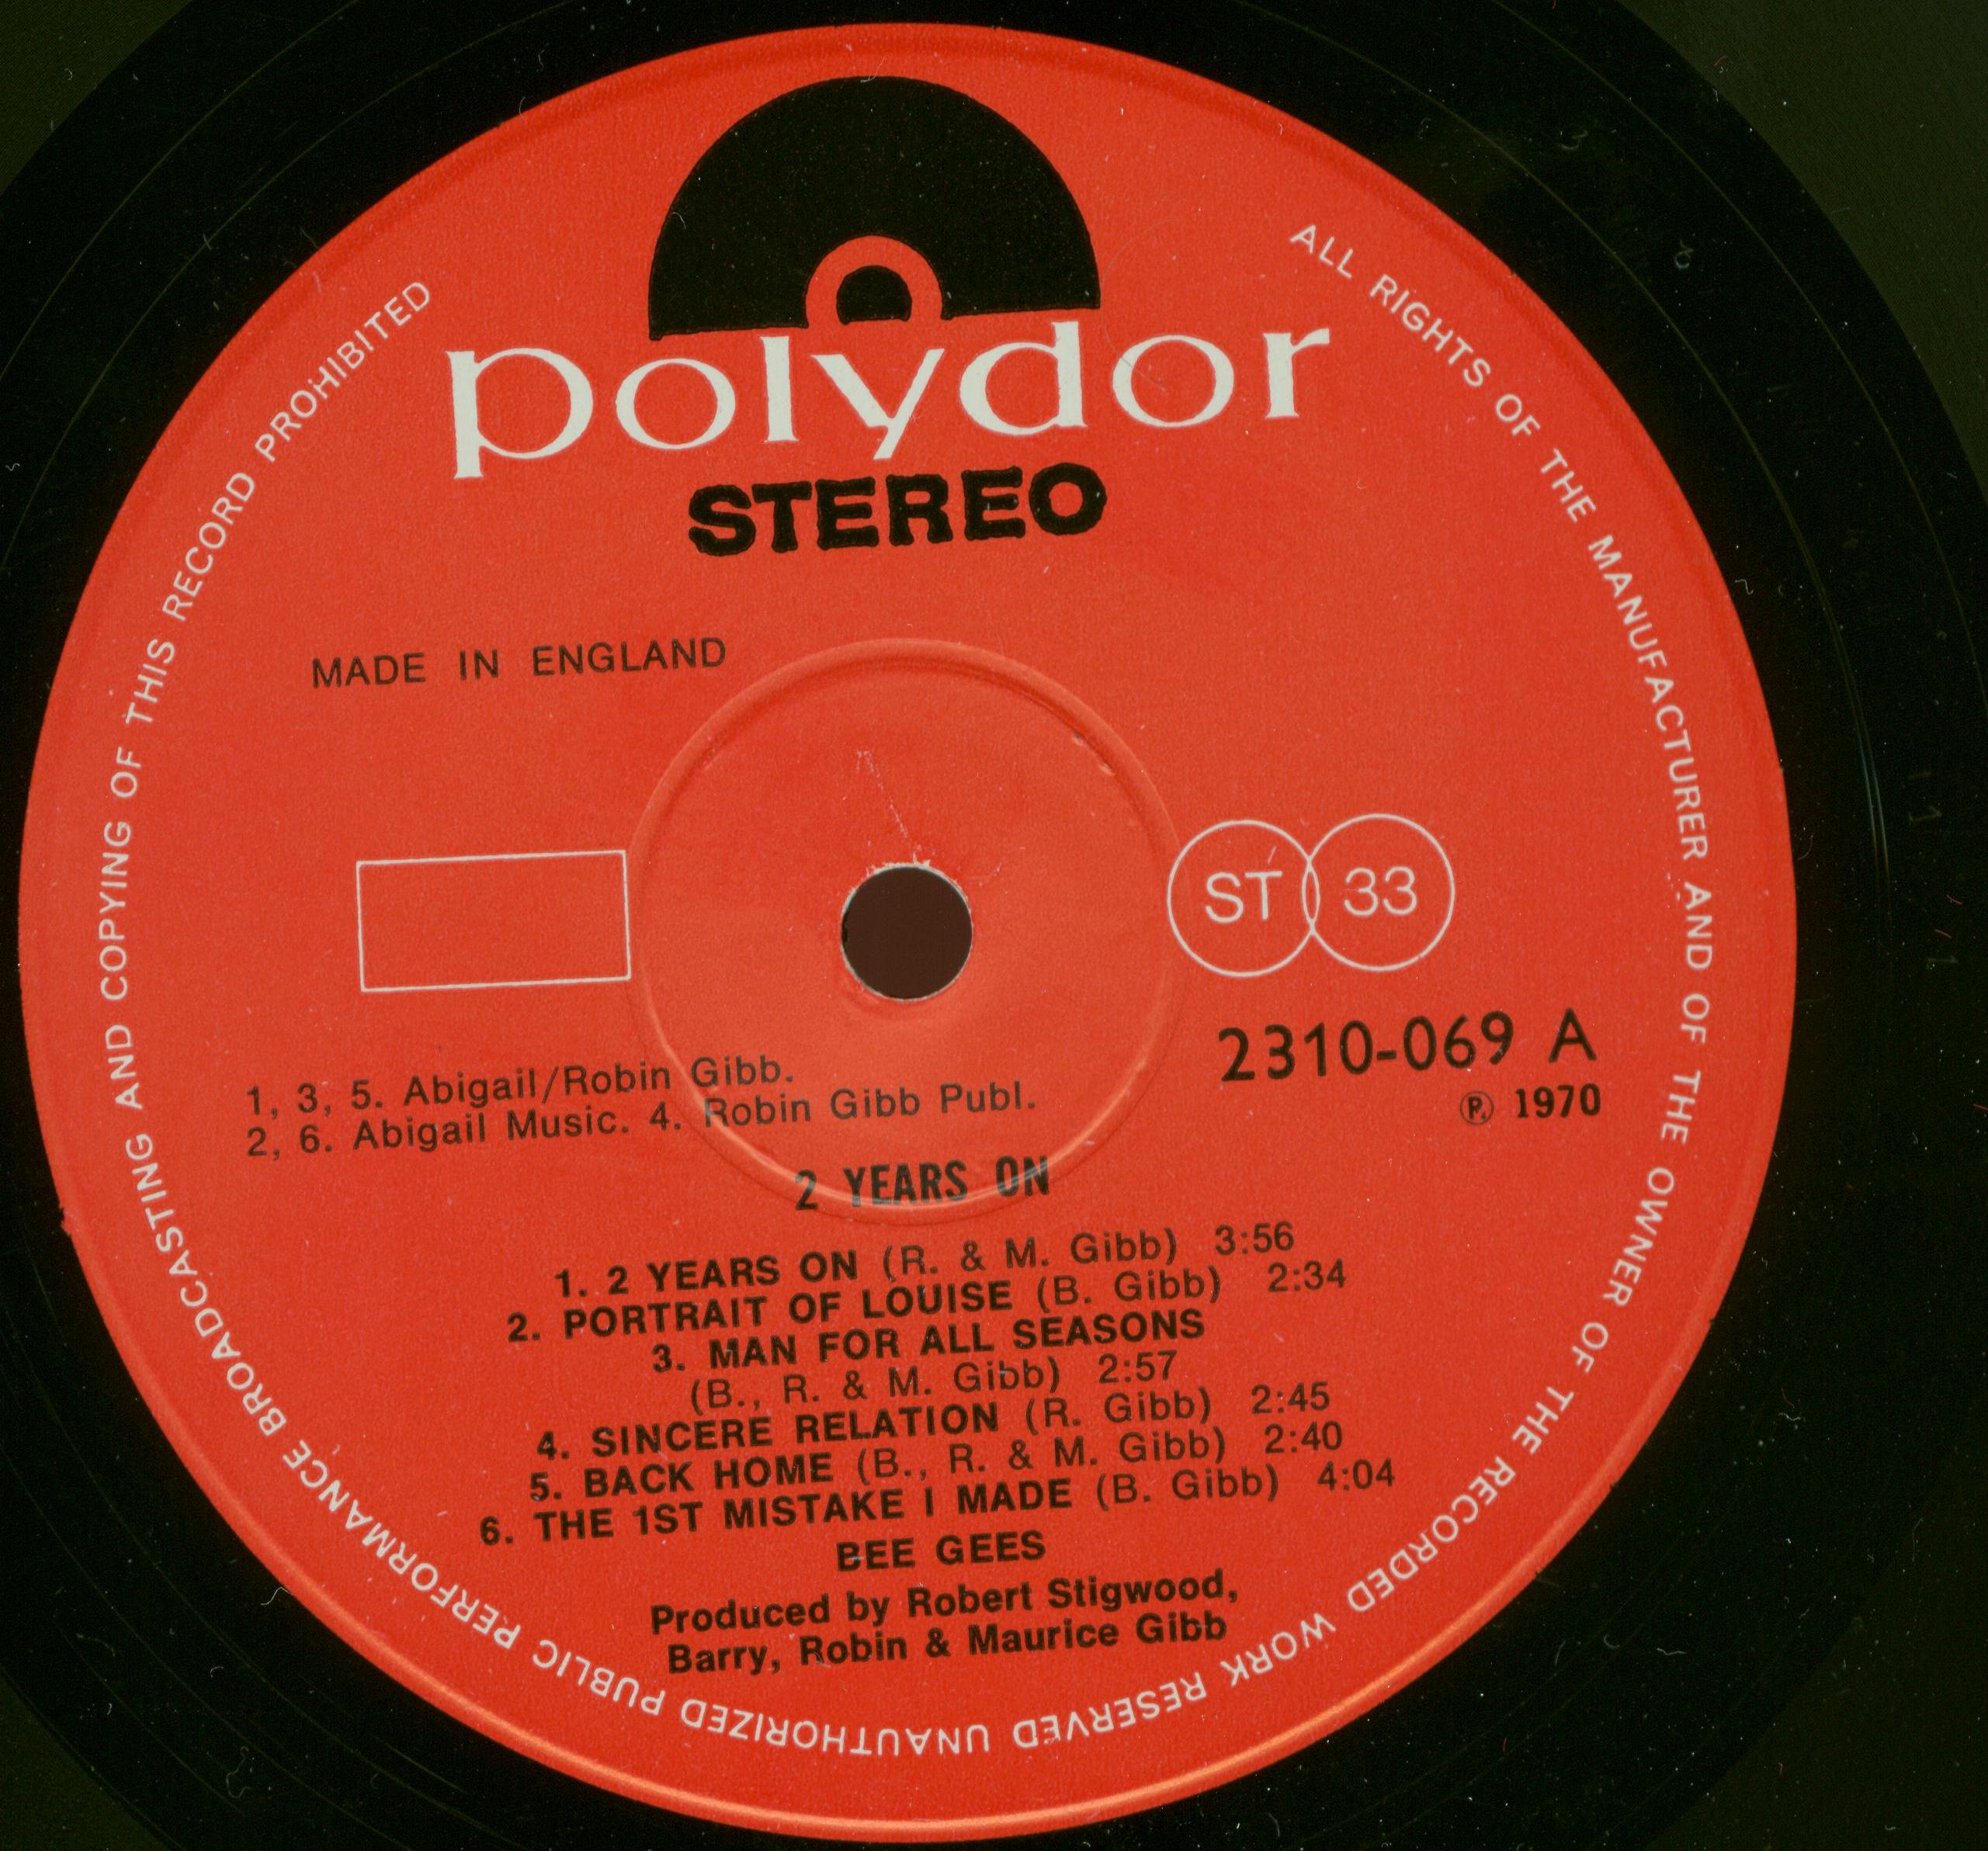 polydor
STEREO
MADE IN ENGLAND
ST 33
2310-069 A
℗ 1970
1, 3, 5. Abigail/Robin Gibb.
2, 6. Abigail Music. 4. Robin Gibb Publ.
2 YEARS ON
1. 2 YEARS ON (R. & M. Gibb) 3:56
2. PORTRAIT OF LOUISE (B. Gibb) 2:34
3. MAN FOR ALL SEASONS
(B., R. & M. Gibb) 2:57
4. SINCERE RELATION (R. Gibb) 2:45
5. BACK HOME (B., R. & M. Gibb) 2:40
6. THE 1ST MISTAKE I MADE (B. Gibb) 4:04
BEE GEES
Produced by Robert Stigwood,
Barry, Robin & Maurice Gibb
ALL RIGHTS OF THE MANUFACTURER AND OF THE OWNER OF THE RECORDED WORK RESERVED UNAUTHORIZED PUBLIC PERFORMANCE BROADCASTING AND COPYING OF THIS RECORD PROHIBITED